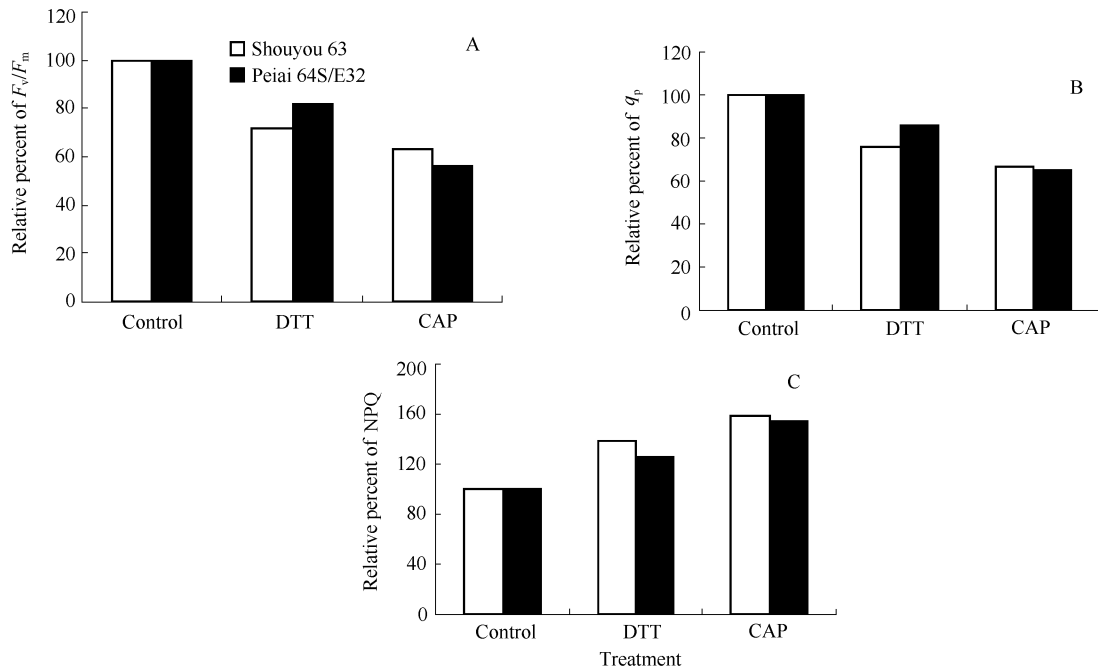 A
Shouyou 63
Peiai 64S/E32
Relative percent of Fv/Fm
120
100
80
60
40
20
0
Control DTT CAP
B
Relative percent of qp
120
100
80
60
40
20
0
Control DTT CAP
C
Relative percent of NPQ
200
160
120
80
40
0
Control DTT CAP
Treatment